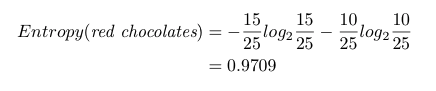 Entropy(red chocolates) = −15/25 log₂ 15/25 − 10/25 log₂ 10/25
= 0.9709